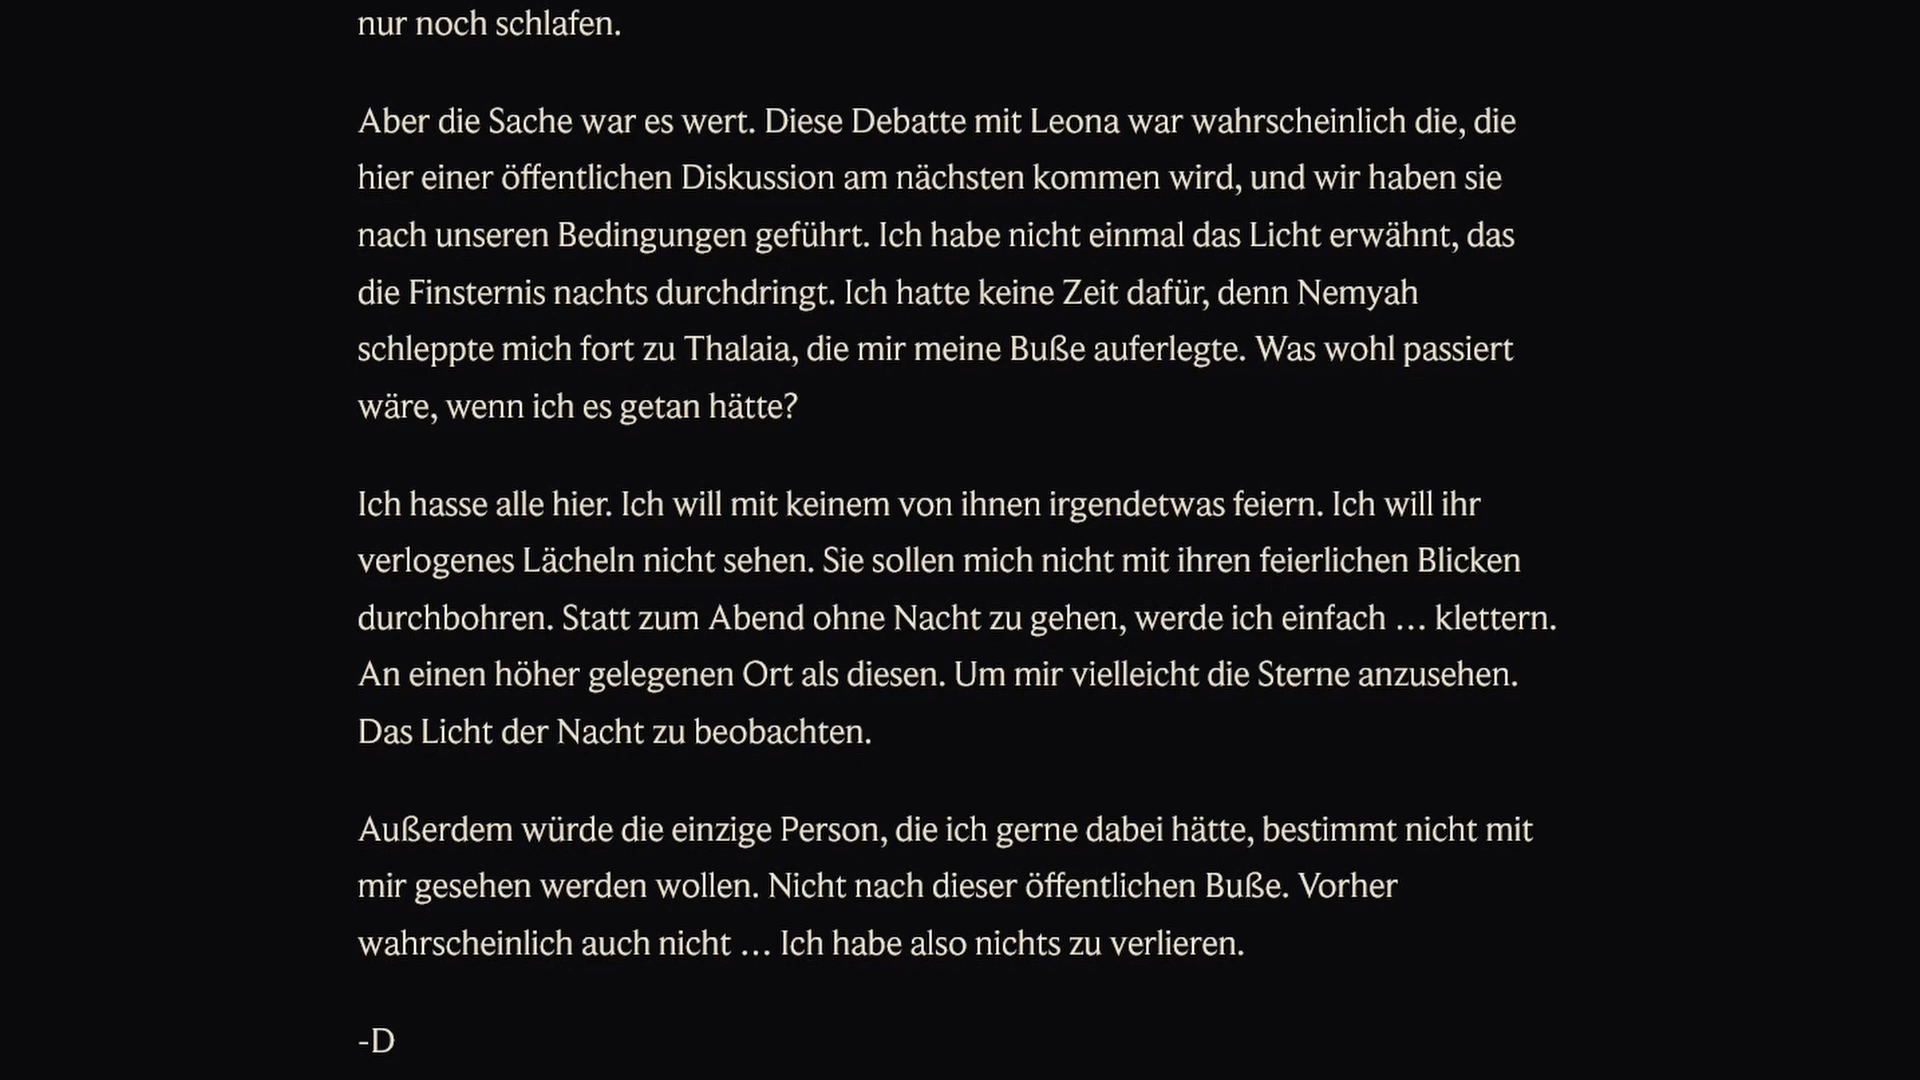 nur noch schlafen.
Aber die Sache war es wert. Diese Debatte mit Leona war wahrscheinlich die, die
hier einer öffentlichen Diskussion am nächsten kommen wird, und wir haben sie
nach unseren Bedingungen geführt. Ich habe nicht einmal das Licht erwähnt, das
die Finsternis nachts durchdringt. Ich hatte keine Zeit dafür, denn Nemyah
schleppte mich fort zu Thalaia, die mir meine Buße auferlegte. Was wohl passiert
wäre, wenn ich es getan hätte?
Ich hasse alle hier. Ich will mit keinem von ihnen irgendetwas feiern. Ich will ihr
verlogenes Lächeln nicht sehen. Sie sollen mich nicht mit ihren feierlichen Blicken
durchbohren. Statt zum Abend ohne Nacht zu gehen, werde ich einfach … klettern.
An einen höher gelegenen Ort als diesen. Um mir vielleicht die Sterne anzusehen.
Das Licht der Nacht zu beobachten.
Außerdem würde die einzige Person, die ich gerne dabei hätte, bestimmt nicht mit
mir gesehen werden wollen. Nicht nach dieser öffentlichen Buße. Vorher
wahrscheinlich auch nicht … Ich habe also nichts zu verlieren.
-D